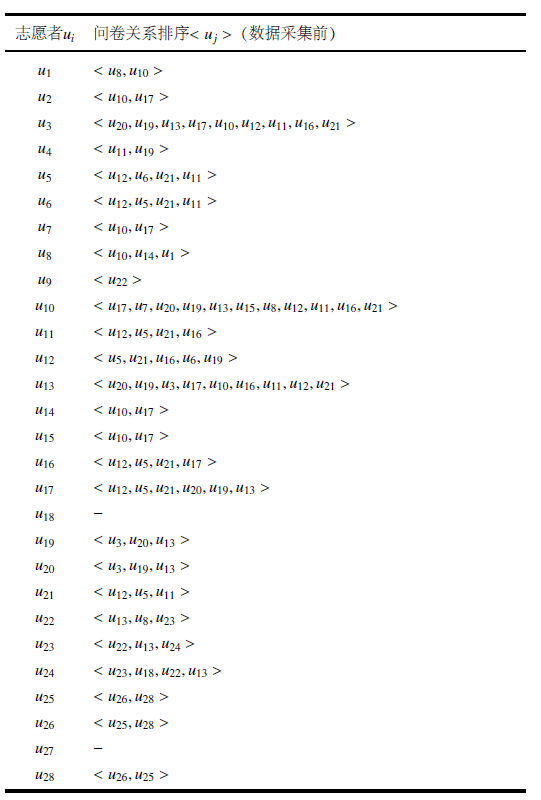 志愿者u_i 问卷关系排序< u_j >（数据采集前）
u1 < u8, u10 >
u2 < u10, u17 >
u3 < u20, u19, u13, u17, u10, u12, u11, u16, u21 >
u4 < u11, u19 >
u5 < u12, u6, u21, u11 >
u6 < u12, u5, u21, u11 >
u7 < u10, u17 >
u8 < u10, u14, u1 >
u9 < u22 >
u10 < u17, u7, u20, u19, u13, u15, u8, u12, u11, u16, u21 >
u11 < u12, u5, u21, u16 >
u12 < u5, u21, u16, u6, u19 >
u13 < u20, u19, u3, u17, u10, u16, u11, u12, u21 >
u14 < u10, u17 >
u15 < u10, u17 >
u16 < u12, u5, u21, u17 >
u17 < u12, u5, u21, u20, u19, u13 >
u18 –
u19 < u3, u20, u13 >
u20 < u3, u19, u13 >
u21 < u12, u5, u11 >
u22 < u13, u8, u23 >
u23 < u22, u13, u24 >
u24 < u23, u18, u22, u13 >
u25 < u26, u28 >
u26 < u25, u28 >
u27 –
u28 < u26, u25 >